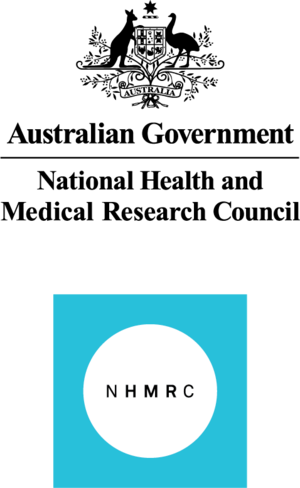 AUSTRALIA
Australian Government
National Health and
Medical Research Council
NHMRC